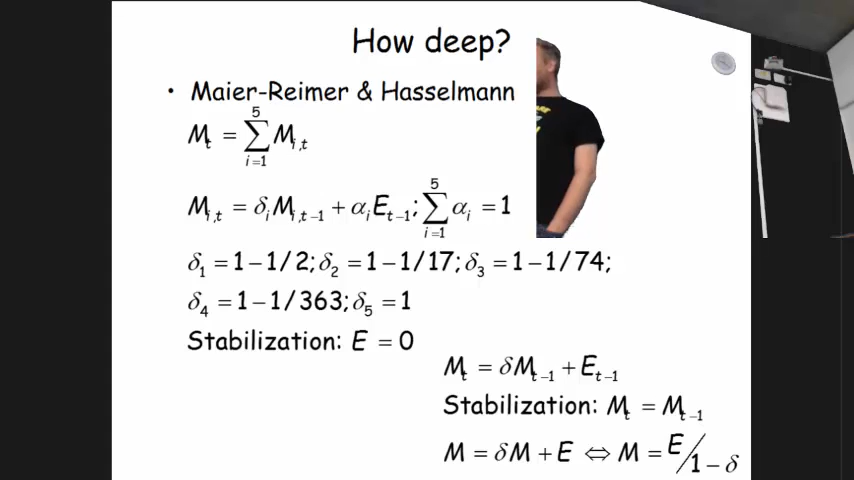 How deep?
• Maier-Reimer & Hasselmann
M_t = \sum_{i=1}^{5} M_{i,t}
M_{i,t} = δ_i M_{i,t-1} + α_i E_{t-1}; \sum_{i=1}^{5} α_i = 1
δ_1 = 1-1/2; δ_2 = 1-1/17; δ_3 = 1-1/74;
δ_4 = 1-1/363; δ_5 = 1
Stabilization: E = 0
M_t = δM_{t-1} + E_{t-1}
Stabilization: M_t = M_{t-1}
M = δM + E ⇔ M = E/1-δ